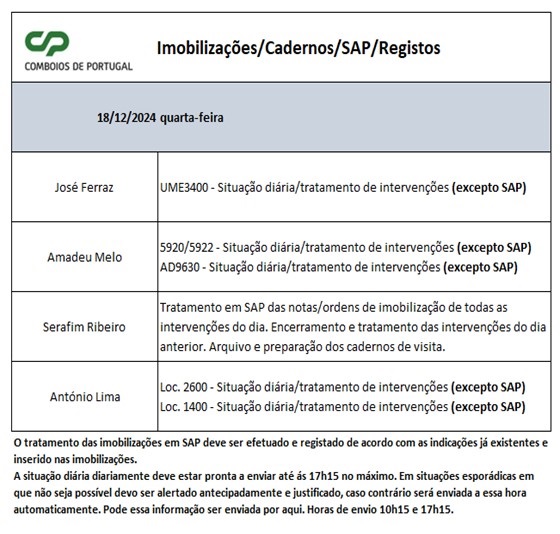 CP
COMBOIOS DE PORTUGAL
Imobilizações/Cadernos/SAP/Registos
18/12/2024 quarta-feira
José Ferraz
UME3400 - Situação diária/tratamento de intervenções (excepto SAP)
Amadeu Melo
5920/5922 - Situação diária/tratamento de intervenções (excepto SAP)
AD9630 - Situação diária/tratamento de intervenções (excepto SAP)
Serafim Ribeiro
Tratamento em SAP das notas/ordens de imobilização de todas as
intervenções do dia. Encerramento e tratamento das intervenções do dia
anterior. Arquivo e preparação dos cadernos de visita.
António Lima
Loc. 2600 - Situação diária/tratamento de intervenções (excepto SAP)
Loc. 1400 - Situação diária/tratamento de intervenções (excepto SAP)
O tratamento das imobilizações em SAP deve ser efetuado e registado de acordo com as indicações já existentes e
inserido nas imobilizações.
A situação diária diariamente deve estar pronta a enviar até ás 17h15 no máximo. Em situações esporádicas em
que não seja possível devo ser alertado antecipadamente e justificado, caso contrário será enviada a essa hora
automaticamente. Pode essa informação ser enviada por aqui. Horas de envio 10h15 e 17h15.